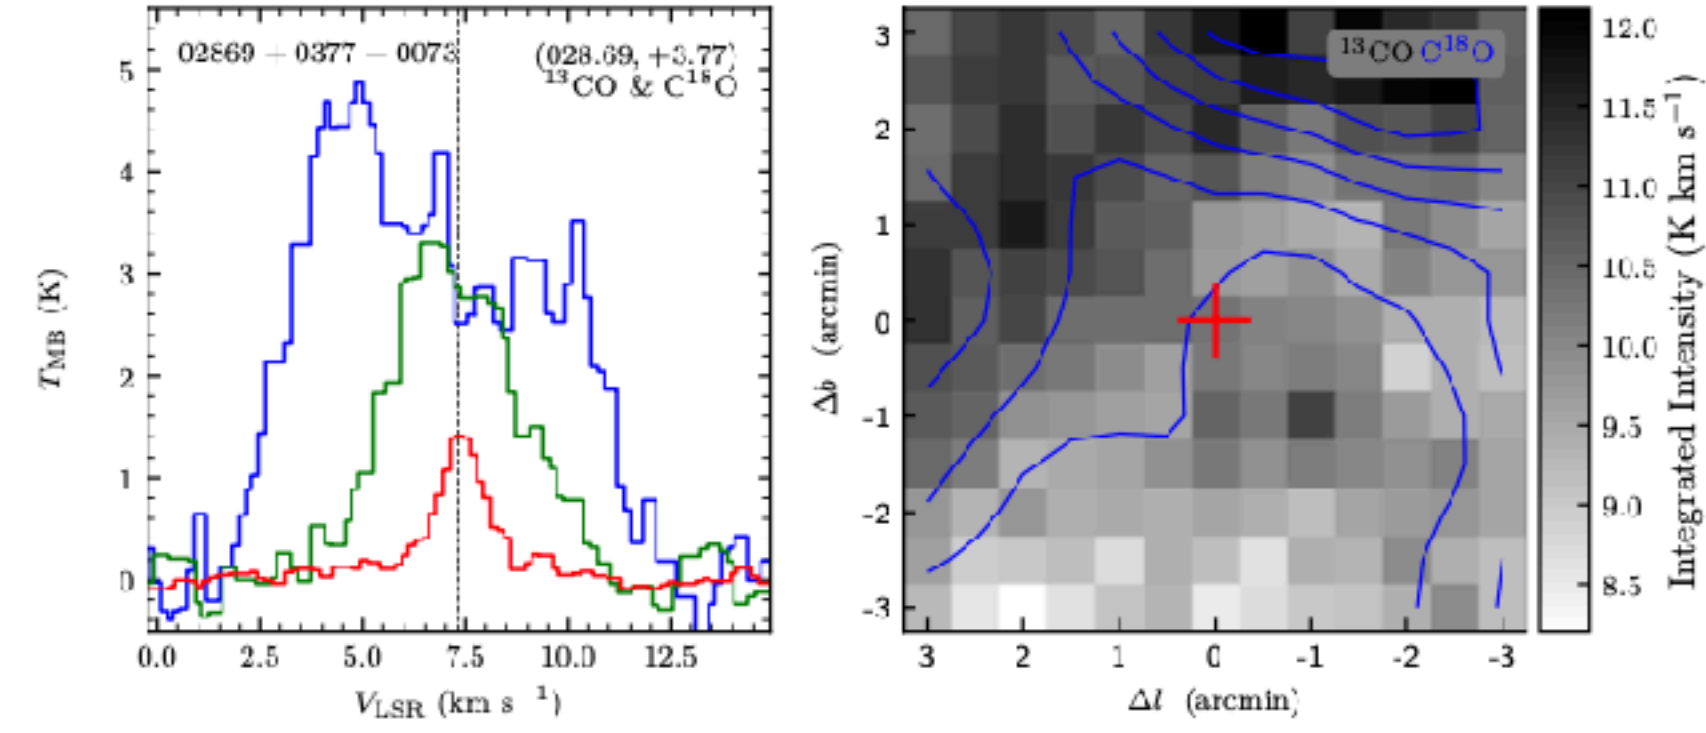 02869 + 0377 − 0073
(028.69, +3.77)
¹³CO & C¹⁸O
T_MB (K)
5
4
3
2
1
0
0.0 2.5 5.0 7.5 10.0 12.5
V_LSR (km s⁻¹)
¹³CO C¹⁸O
Δb (arcmin)
3
2
1
0
-1
-2
-3
3 2 1 0 -1 -2 -3
Δl (arcmin)
12.0
11.5
11.0
10.5
10.0
9.5
9.0
8.5
Integrated Intensity (K km s⁻¹)